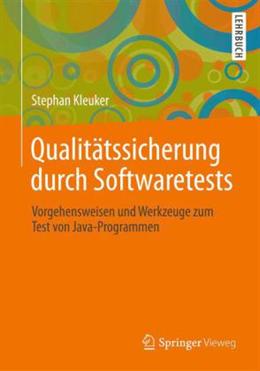 LEHRBUCH
Stephan Kleuker
Qualitätssicherung
durch Softwaretests
Vorgehensweisen und Werkzeuge zum
Test von Java-Programmen
Springer Vieweg